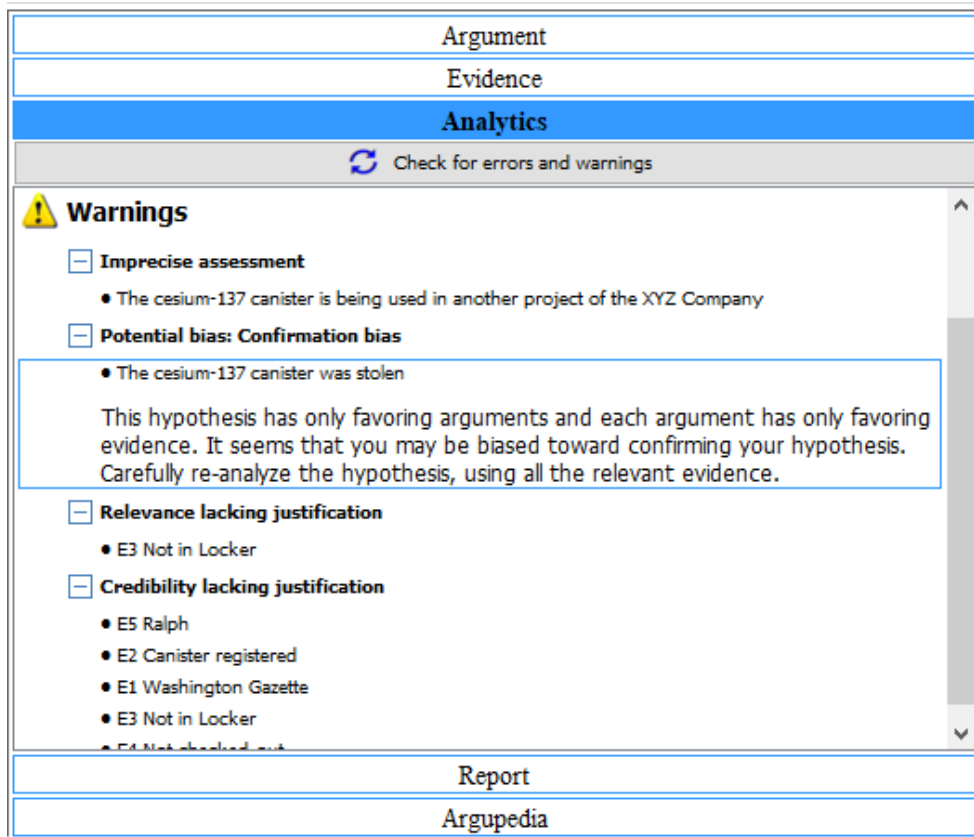 Argument
Evidence
Analytics
Check for errors and warnings
Warnings
Imprecise assessment
• The cesium-137 canister is being used in another project of the XYZ Company
Potential bias: Confirmation bias
• The cesium-137 canister was stolen
This hypothesis has only favoring arguments and each argument has only favoring
evidence. It seems that you may be biased toward confirming your hypothesis.
Carefully re-analyze the hypothesis, using all the relevant evidence.
Relevance lacking justification
• E3 Not in Locker
Credibility lacking justification
• E5 Ralph
• E2 Canister registered
• E1 Washington Gazette
• E3 Not in Locker
• E4 Not checked-out
Report
Argupedia